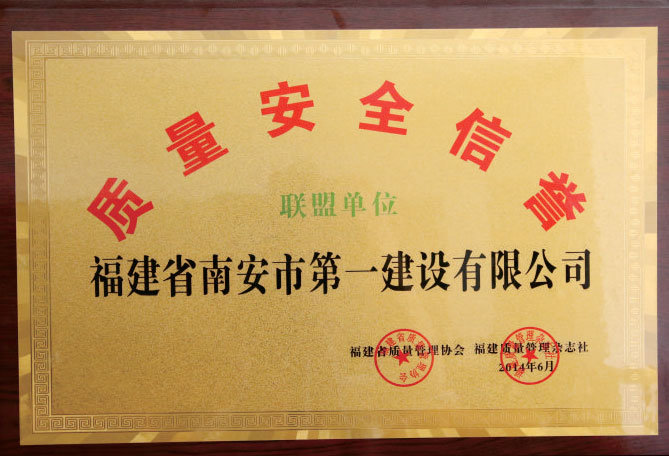 质量安全信誉
联盟单位
福建省南安市第一建设有限公司
福建省质量管理协会 福建质量管理杂志社
2014年6月